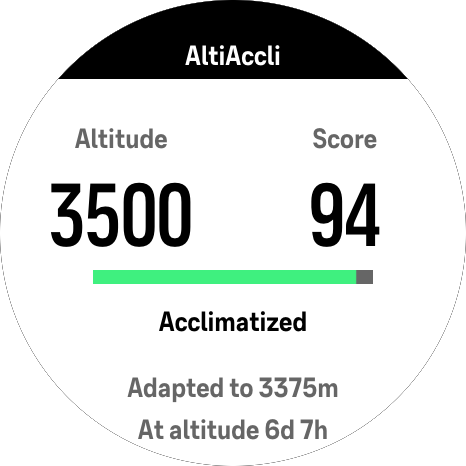 AltiAccli
Altitude Score
3500 94
Acclimatized
Adapted to 3375m
At altitude 6d 7h